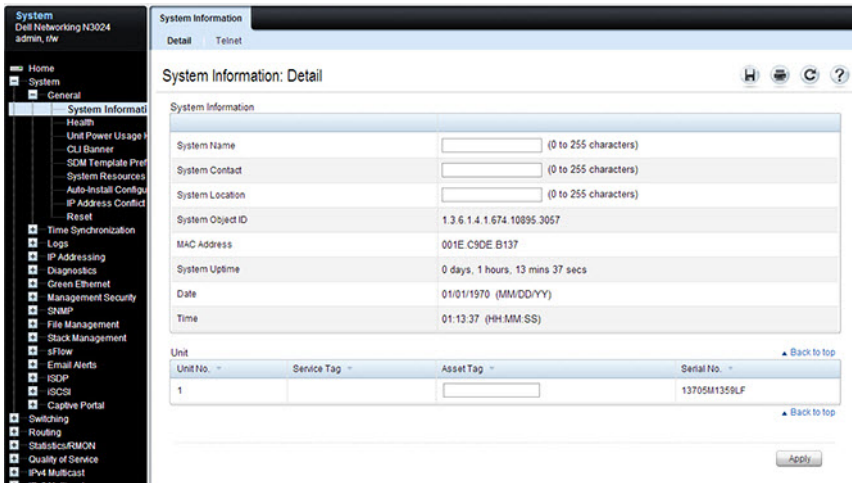 System
Dell Networking N3024
admin, r/w
Home
System
General
System Informati
Health
Unit Power Usage H
CLI Banner
SDM Template Pref
System Resources
Auto-Install Configu
IP Address Conflict
Reset
Time Synchronization
Logs
IP Addressing
Diagnostics
Green Ethernet
Management Security
SNMP
File Management
Stack Management
sFlow
Email Alerts
ISDP
iSCSI
Captive Portal
Switching
Routing
Statistics/RMON
Quality of Service
IPv4 Multicast
System Information
Detail Telnet
System Information: Detail
System Information
System Name (0 to 255 characters)
System Contact (0 to 255 characters)
System Location (0 to 255 characters)
System Object ID 1.3.6.1.4.1.674.10895.3057
MAC Address 001E.C9DE.B137
System Uptime 0 days, 1 hours, 13 mins 37 secs
Date 01/01/1970 (MM/DD/YY)
Time 01:13:37 (HH:MM:SS)
Unit Back to top
Unit No. Service Tag Asset Tag Serial No.
1 13705M1359LF
Back to top
Apply